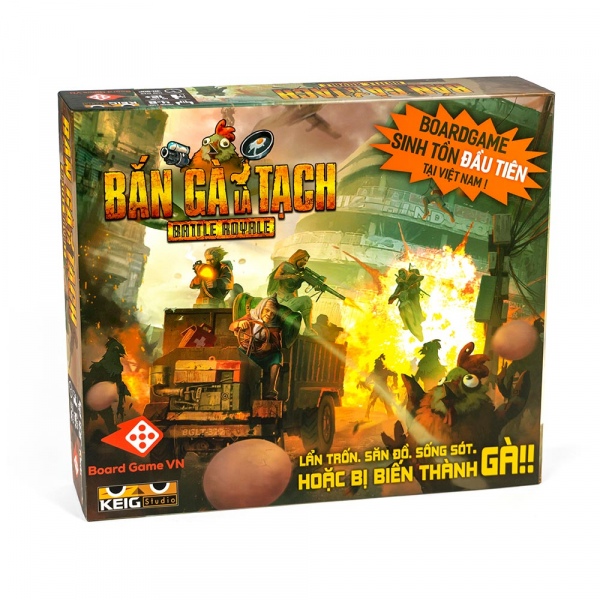 BOARDGAME
SINH TỒN ĐẦU TIÊN
TẠI VIỆT NAM !
BẮN GÀ LÀ TẠCH
BATTLE ROYALE
Board Game VN
KEIG Studio
LẨN TRỐN. SĂN ĐỒ. SỐNG SÓT.
HOẶC BỊ BIẾN THÀNH GÀ!!